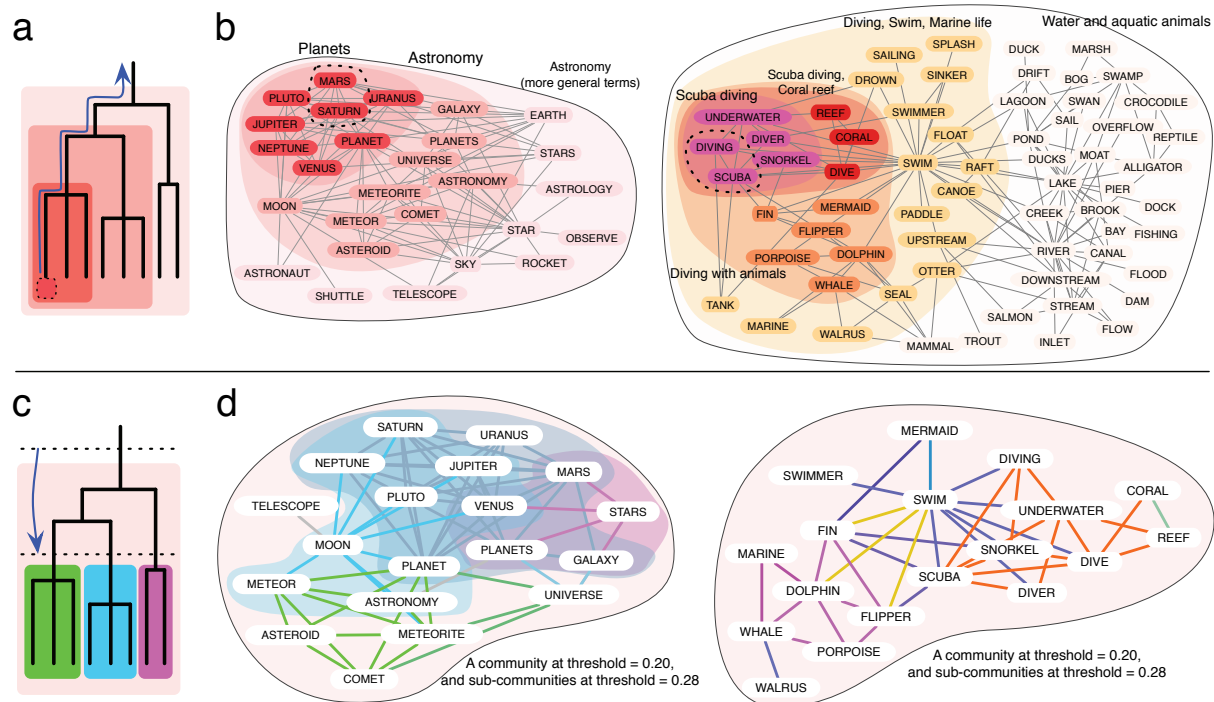 a
b
Planets
Astronomy
Astronomy
(more general terms)
MARS
PLUTO
URANUS
SATURN
GALAXY
EARTH
JUPITER
PLANET
PLANETS
NEPTUNE
STARS
UNIVERSE
VENUS
ASTRONOMY
ASTROLOGY
METEORITE
MOON
COMET
METEOR
STAR
OBSERVE
ASTEROID
SKY
ROCKET
ASTRONAUT
SHUTTLE
TELESCOPE
Diving, Swim, Marine life
Water and aquatic animals
Scuba diving,
Coral reef
Scuba diving
Diving with animals
SPLASH
SAILING
DUCK
MARSH
DROWN
SINKER
DRIFT
BOG
SWAMP
UNDERWATER
REEF
SWIMMER
LAGOON
SWAN
CROCODILE
SAIL
DIVER
CORAL
FLOAT
POND
OVERFLOW
REPTILE
DIVING
SNORKEL
SWIM
RAFT
DUCKS
MOAT
ALLIGATOR
SCUBA
DIVE
CANOE
LAKE
PIER
FIN
MERMAID
PADDLE
CREEK
BROOK
DOCK
FLIPPER
UPSTREAM
BAY
FISHING
PORPOISE
DOLPHIN
RIVER
CANAL
OTTER
FLOOD
WHALE
SEAL
DOWNSTREAM
TANK
STREAM
DAM
MARINE
WALRUS
SALMON
FLOW
MAMMAL
TROUT
INLET
c
d
SATURN
URANUS
NEPTUNE
JUPITER
MARS
TELESCOPE
PLUTO
VENUS
STARS
MOON
PLANETS
GALAXY
PLANET
METEOR
ASTRONOMY
UNIVERSE
ASTEROID
METEORITE
COMET
A community at threshold = 0.20,
and sub-communities at threshold = 0.28
MERMAID
DIVING
SWIMMER
SWIM
CORAL
UNDERWATER
FIN
REEF
MARINE
SNORKEL
DIVE
SCUBA
DOLPHIN
DIVER
FLIPPER
WHALE
PORPOISE
WALRUS
A community at threshold = 0.20,
and sub-communities at threshold = 0.28